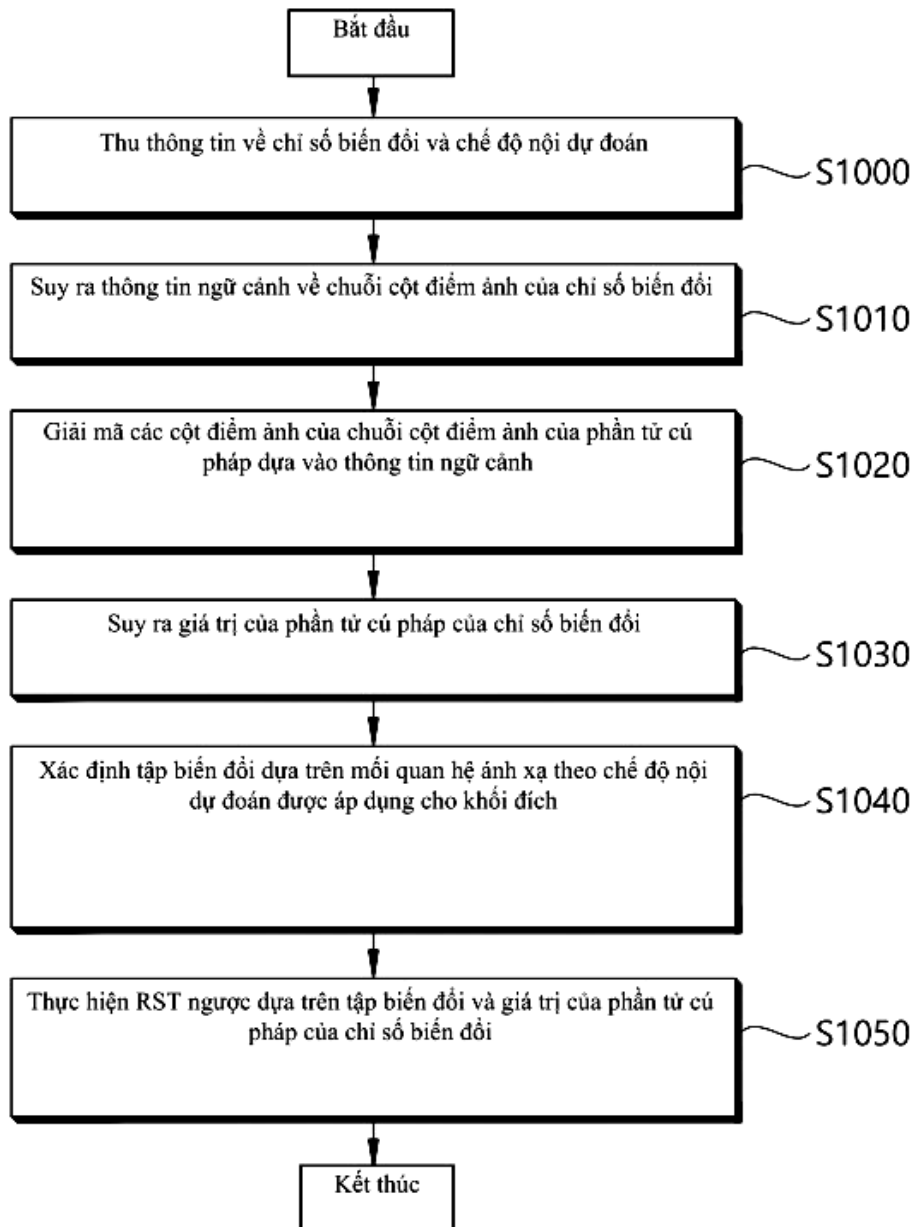 Bắt đầu
Thu thông tin về chỉ số biến đổi và chế độ nội dự đoán
S1000
Suy ra thông tin ngữ cảnh về chuỗi cột điểm ảnh của chỉ số biến đổi
S1010
Giải mã các cột điểm ảnh của chuỗi cột điểm ảnh của phần tử cú
pháp dựa vào thông tin ngữ cảnh
S1020
Suy ra giá trị của phần tử cú pháp của chỉ số biến đổi
S1030
Xác định tập biến đổi dựa trên mối quan hệ ánh xạ theo chế độ nội
dự đoán được áp dụng cho khối đích
S1040
Thực hiện RST ngược dựa trên tập biến đổi và giá trị của phần tử cú
pháp của chỉ số biến đổi
S1050
Kết thúc